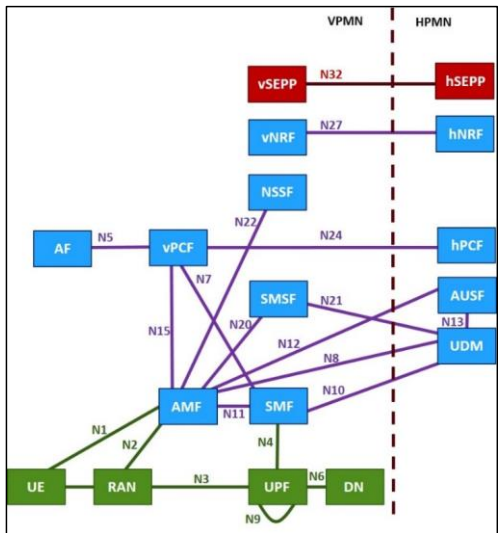 VPMN HPMN
vSEPP N32 hSEPP
vNRF N27 hNRF
NSSF
N22
AF N5 vPCF N24 hPCF
N7
SMSF N21 AUSF
N15 N20 N12 N13
N8 UDM
N10
AMF N11 SMF
N1 N2 N4
UE RAN N3 UPF N6 DN
N9